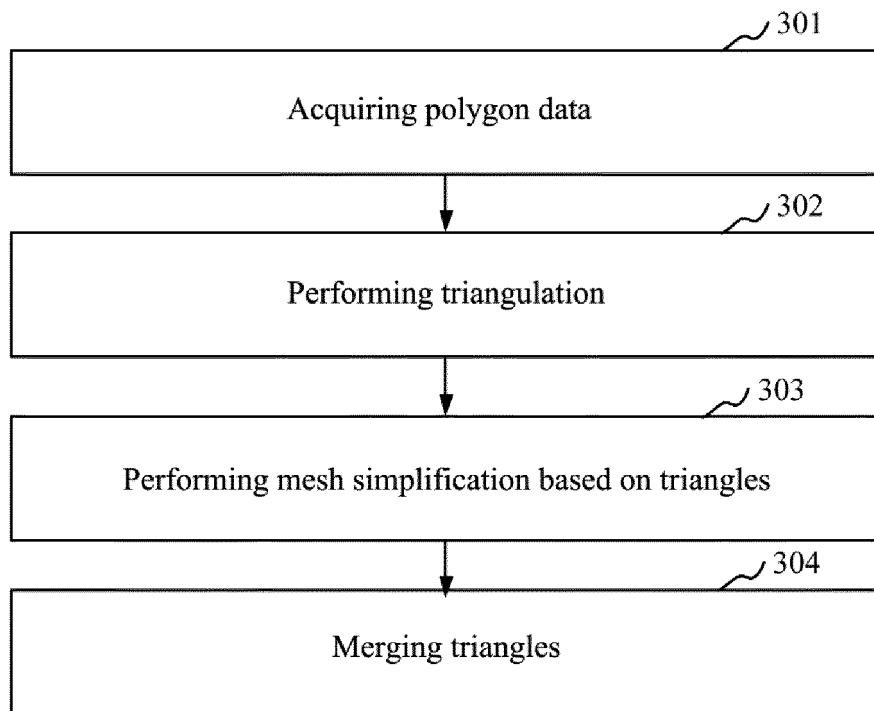 301
Acquiring polygon data
302
Performing triangulation
303
Performing mesh simplification based on triangles
304
Merging triangles